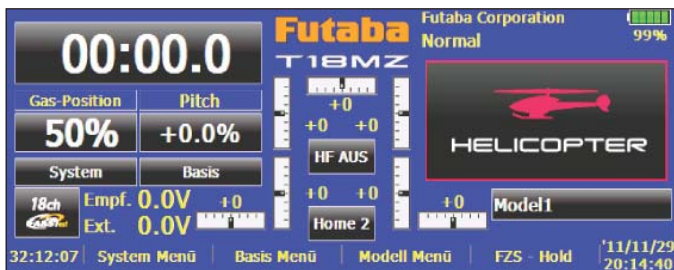 00:00.0
Gas-Position
Pitch
50%
+0.0%
System
Basis
18ch
Empf. 0.0V
Ext. 0.0V
+0
Futaba
T18MZ
+0
+0 +0
HF AUS
+0 +0
Home 2
Futaba Corporation
Normal
99%
HELICOPTER
+0
Model1
32:12:07
System Menü
Basis Menü
Modell Menü
FZS - Hold
'11/11/29
20:14:40